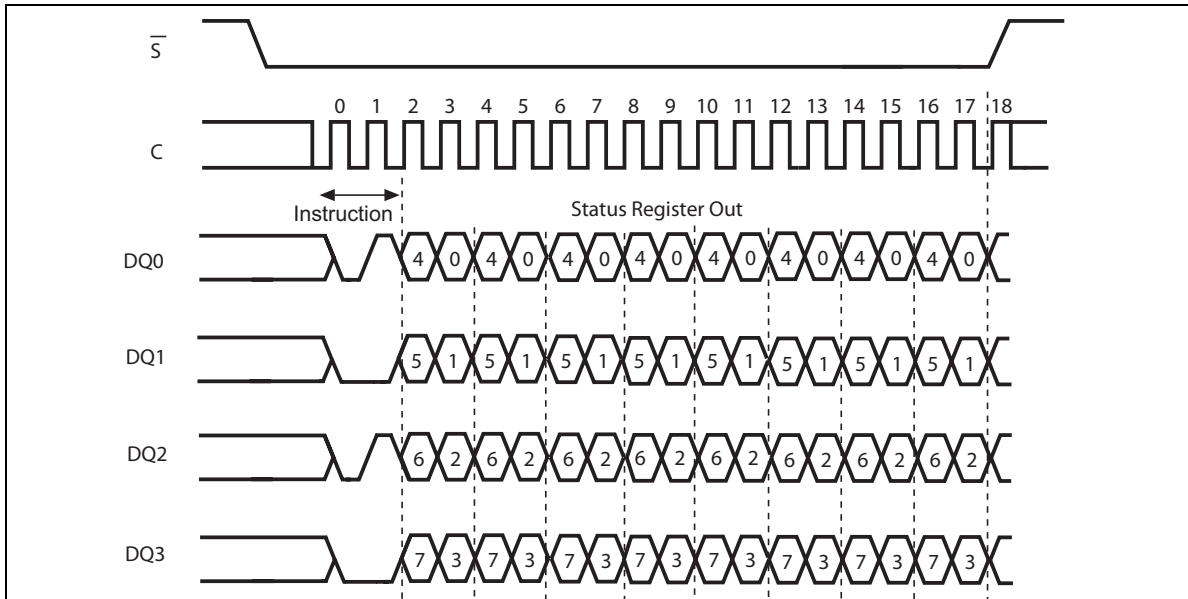 S
0 1 2 3 4 5 6 7 8 9 10 11 12 13 14 15 16 17 18
C
Instruction
Status Register Out
DQ0 4 0 4 0 4 0 4 0 4 0 4 0 4 0 4 0
DQ1 5 1 5 1 5 1 5 1 5 1 5 1 5 1 5 1
DQ2 6 2 6 2 6 2 6 2 6 2 6 2 6 2 6 2
DQ3 7 3 7 3 7 3 7 3 7 3 7 3 7 3 7 3